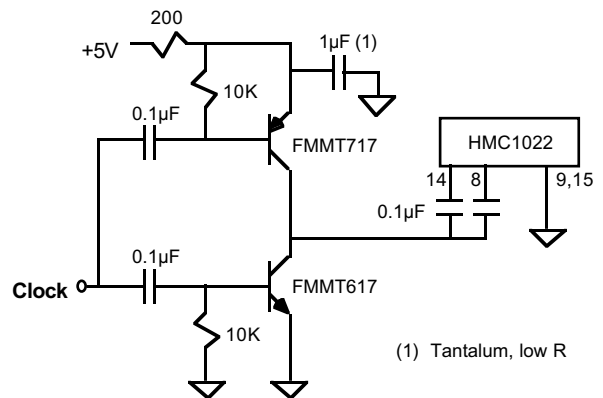 200
+5V
1µF (1)
10K
0.1µF
FMMT717
HMC1022
14
8
9,15
0.1µF
0.1µF
Clock
FMMT617
10K
(1) Tantalum, low R